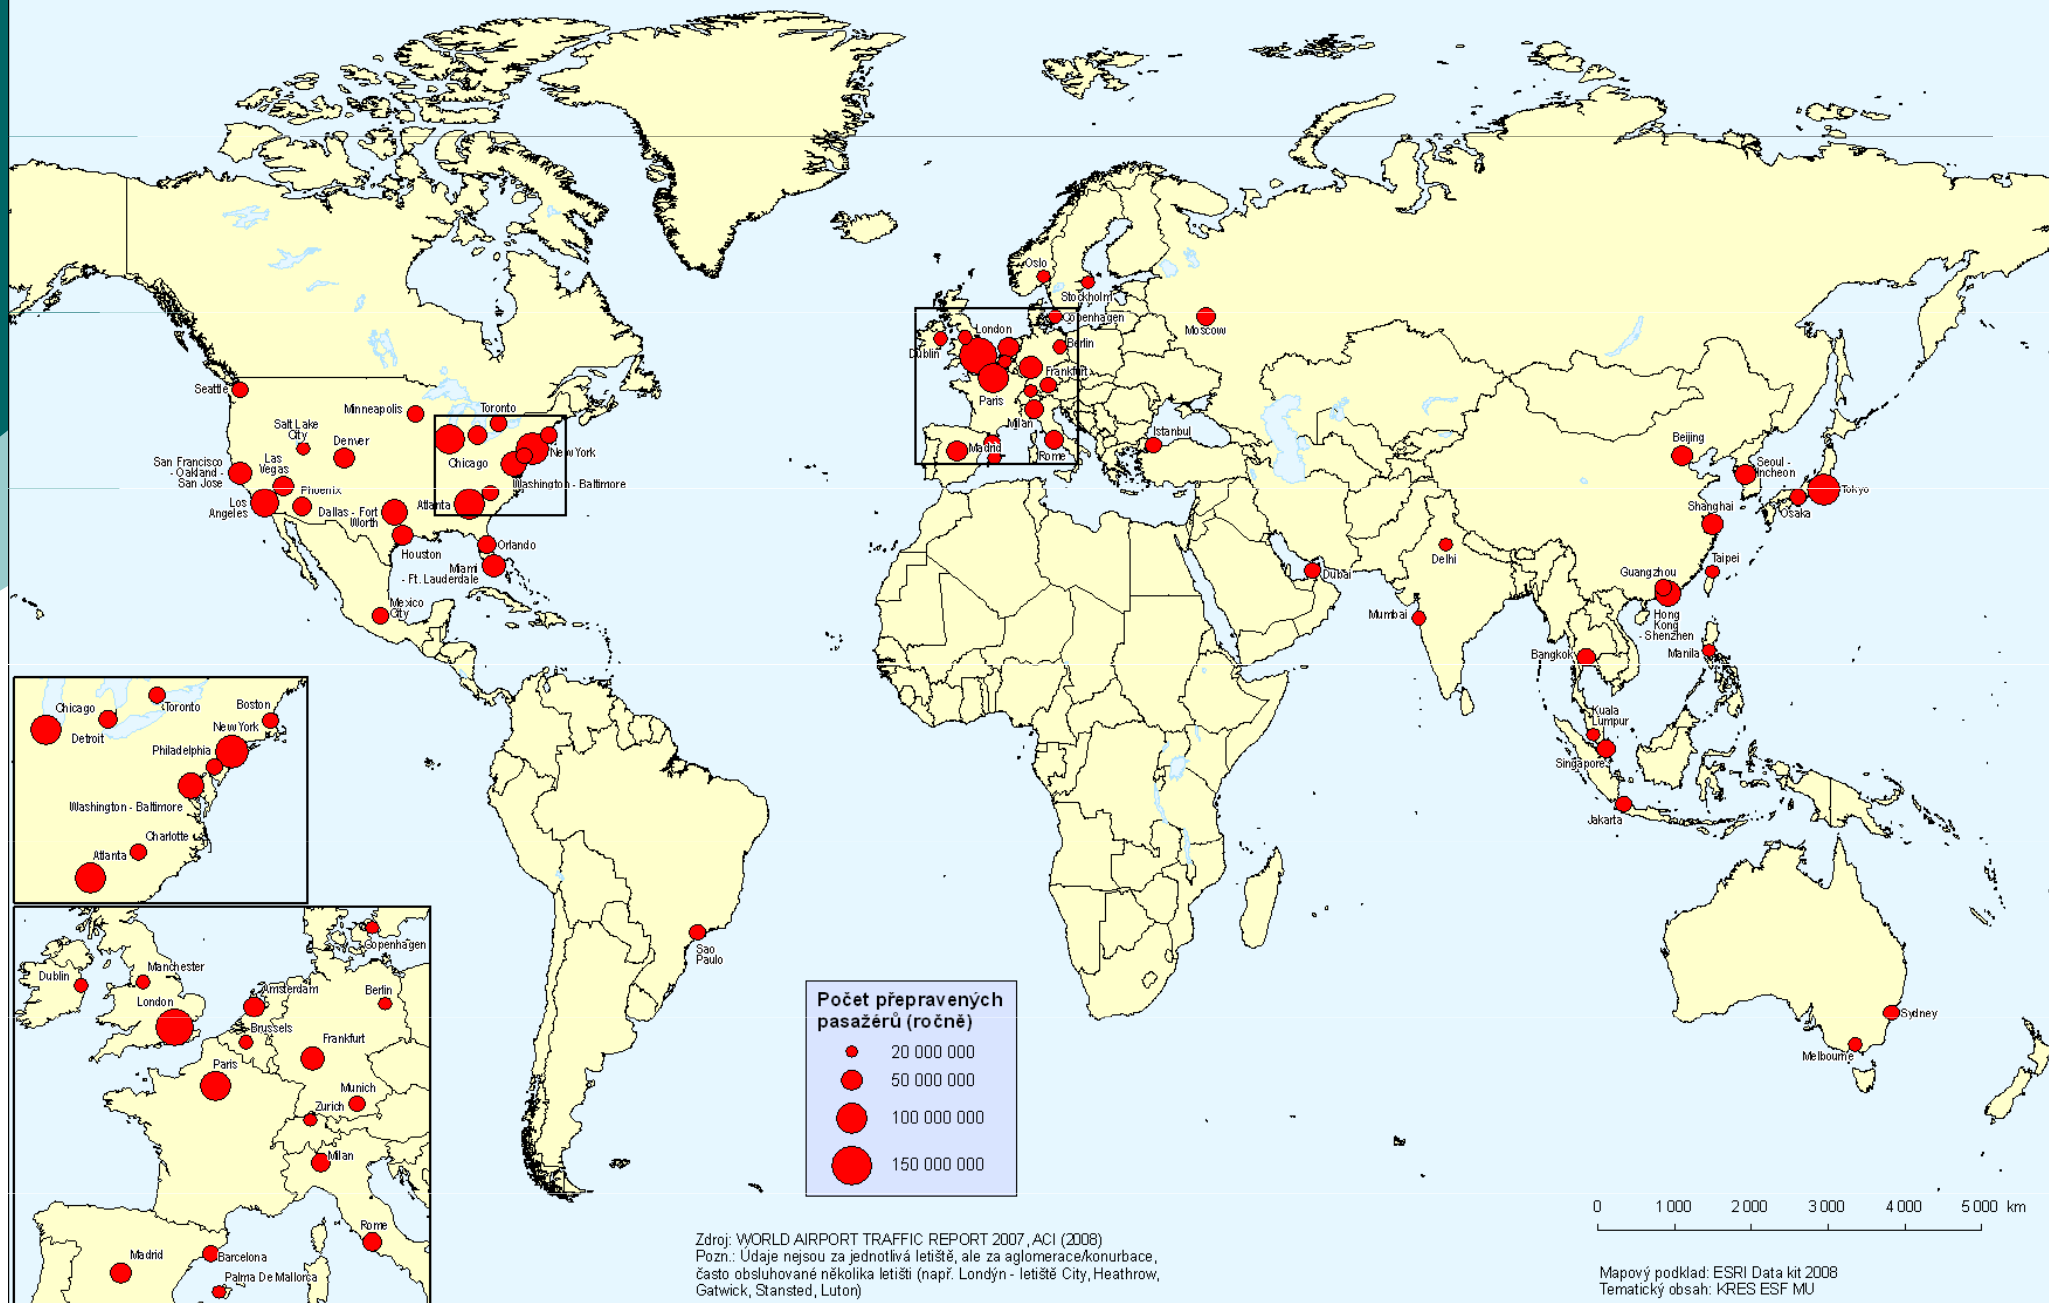 Oslo
Stockholm
Copenhagen
Moscow
London
Dublin
Berlin
Frankfurt
Paris
Milan
Madrid
Rome
Istanbul
Seattle
Minneapolis
Toronto
Salt Lake
City
Denver
San Francisco
- Oakland -
San Jose
Las
Vegas
Phoenix
Los
Angeles
Dallas - Fort
Worth
Chicago
New York
Washington - Baltimore
Atlanta
Houston
Orlando
Miami
- Ft. Lauderdale
Mexico
City
Beijing
Seoul -
Incheon
Tokyo
Osaka
Shanghai
Taipei
Delhi
Dubai
Guangzhou
Hong
Kong
- Shenzhen
Mumbai
Bangkok
Manila
Kuala
Lumpur
Singapore
Jakarta
Sao
Paulo
Sydney
Melbourne
Chicago
Toronto
Boston
New York
Detroit
Philadelphia
Washington - Baltimore
Charlotte
Atlanta
Copenhagen
Dublin
Manchester
Amsterdam
Berlin
London
Brussels
Frankfurt
Paris
Munich
Zurich
Milan
Rome
Madrid
Barcelona
Palma De Mallorca
Počet přepravených
pasažérů (ročně)
20 000 000
50 000 000
100 000 000
150 000 000
Zdroj: WORLD AIRPORT TRAFFIC REPORT 2007, ACI (2008)
Pozn.: Údaje nejsou za jednotlivá letiště, ale za aglomerace/konurbace,
často obsluhované několika letišti (např. Londýn - letiště City, Heathrow,
Gatwick, Stansted, Luton)
0 1 000 2 000 3 000 4 000 5 000 km
Mapový podklad: ESRI Data kit 2008
Tematický obsah: KRES ESF MU